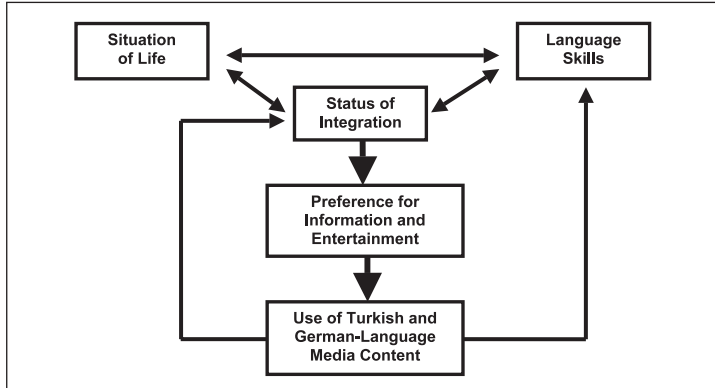 Situation
of Life
Language
Skills
Status of
Integration
Preference for
Information and
Entertainment
Use of Turkish and
German-Language
Media Content